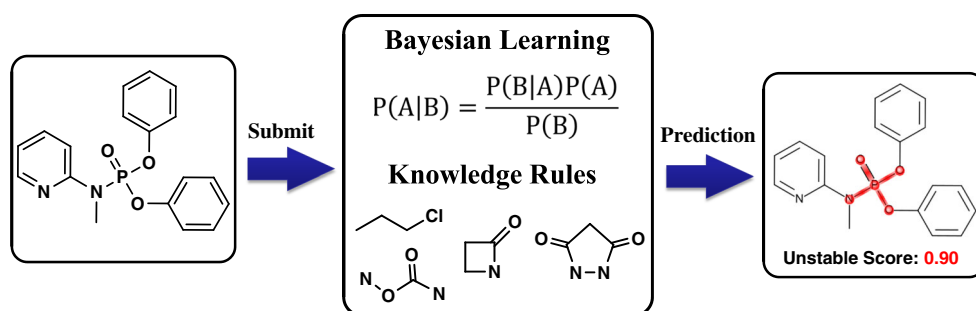 Bayesian Learning
P(A|B) = P(B|A)P(A)
P(B)
Submit
Prediction
Knowledge Rules
O
O
N
P
N
O
Cl
O
N
O
N
O
N
O
O
N N
O
P
O
N
N
O
Unstable Score: 0.90